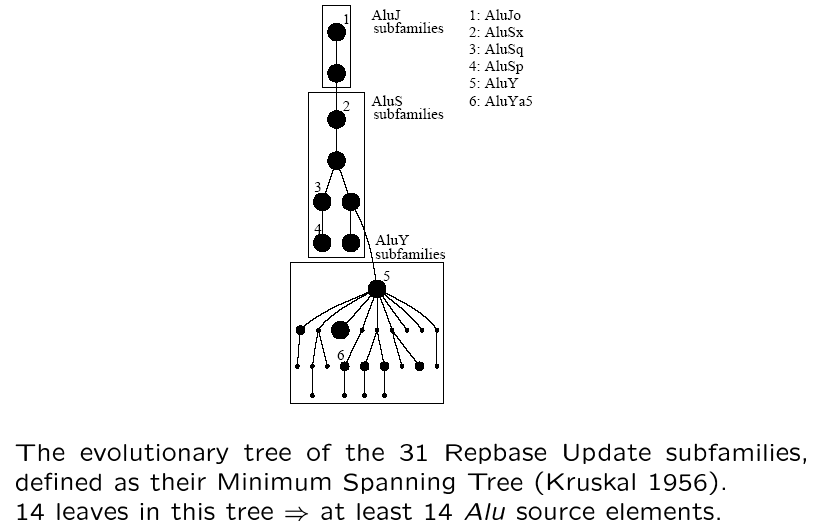 1
AluJ
subfamilies
1: AluJo
2: AluSx
3: AluSq
4: AluSp
5: AluY
6: AluYa5
2
AluS
subfamilies
3
4
AluY
subfamilies
5
6
The evolutionary tree of the 31 Repbase Update subfamilies,
defined as their Minimum Spanning Tree (Kruskal 1956).
14 leaves in this tree ⇒ at least 14 Alu source elements.